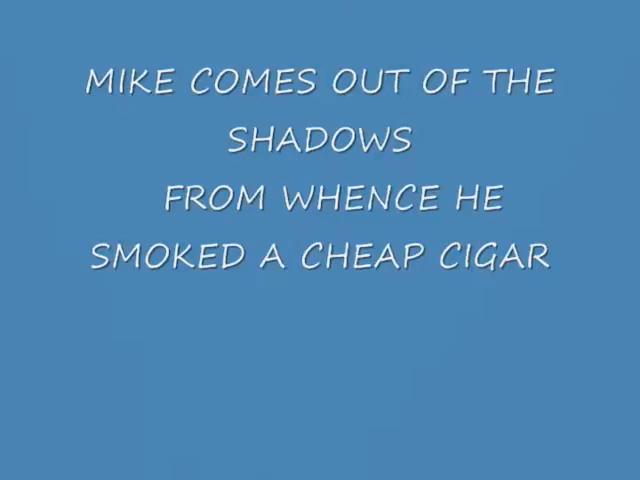 MIKE COMES OUT OF THE
SHADOWS
FROM WHENCE HE
SMOKED A CHEAP CIGAR